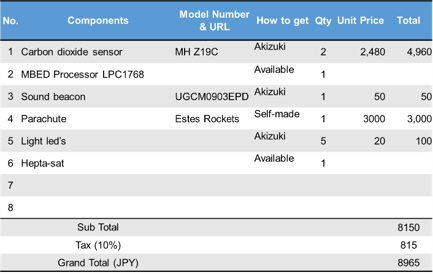 No. Components Model Number & URL How to get Qty Unit Price Total
1 Carbon dioxide sensor MH Z19C Akizuki 2 2,480 4,960
2 MBED Processor LPC1768 Available 1
3 Sound beacon UGCM0903EPD Akizuki 1 50 50
4 Parachute Estes Rockets Self-made 1 3000 3,000
5 Light led's Akizuki 5 20 100
6 Hepta-sat Available 1
7
8
Sub Total 8150
Tax (10%) 815
Grand Total (JPY) 8965